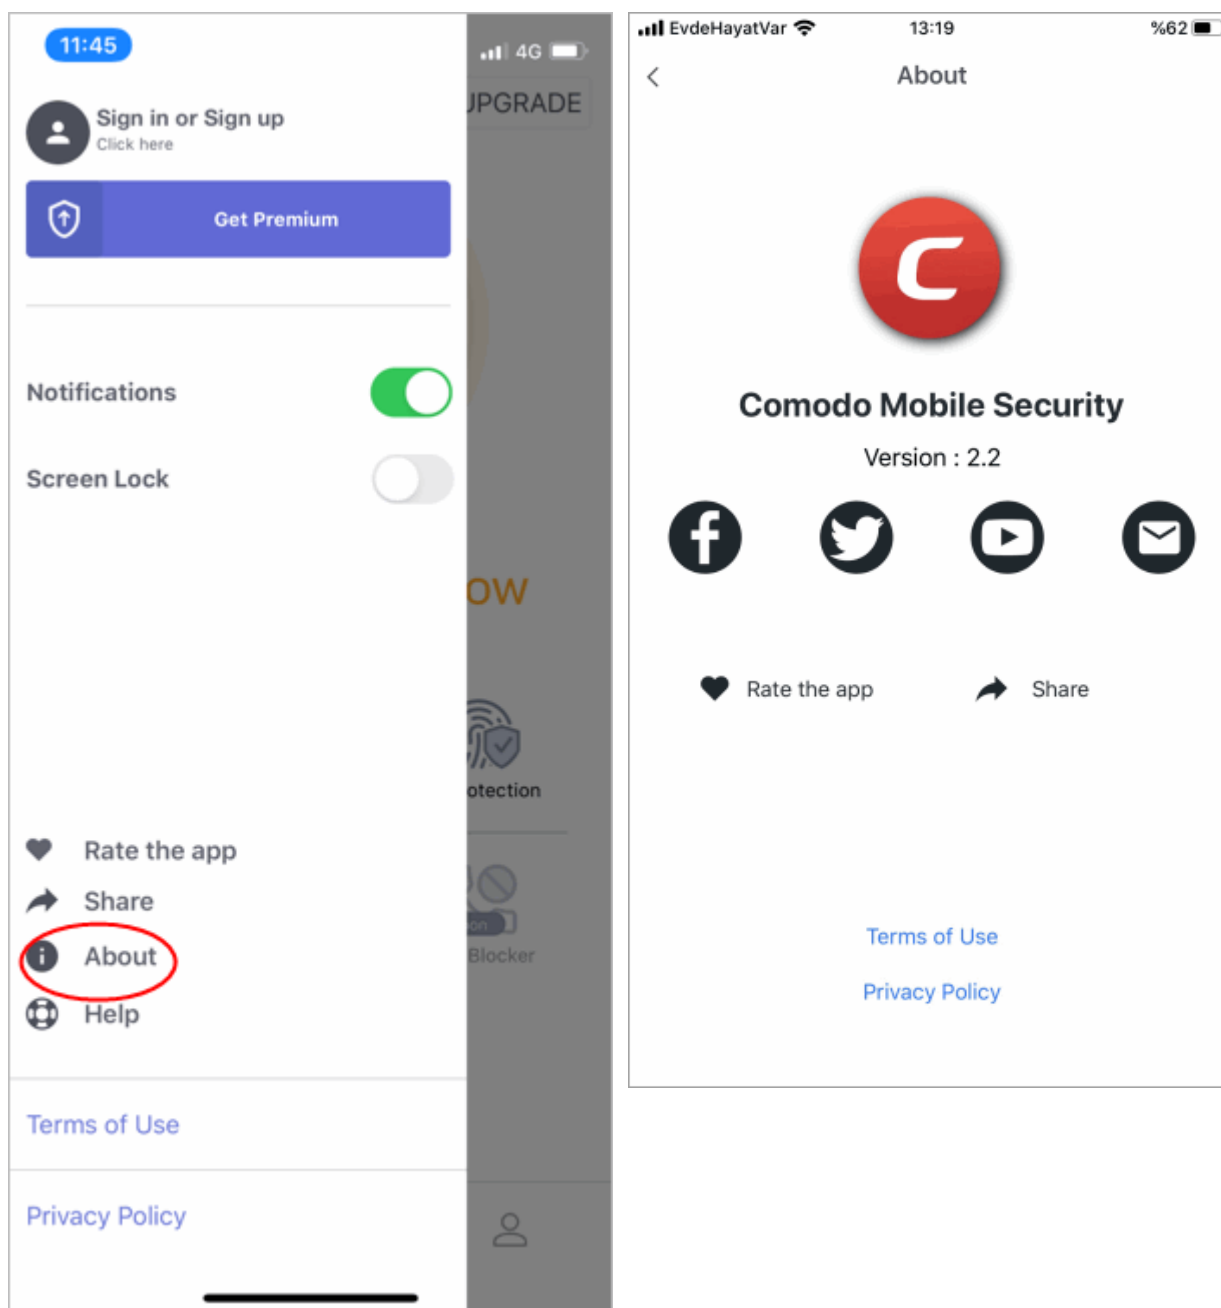 11:45
4G
UPGRADE
Sign in or Sign up
Click here
Get Premium
Notifications
Screen Lock
OW
otection
Rate the app
Share
on
About
Blocker
Help
Terms of Use
Privacy Policy
EvdeHayatVar
13:19
%62
About
Comodo Mobile Security
Version : 2.2
Rate the app
Share
Terms of Use
Privacy Policy